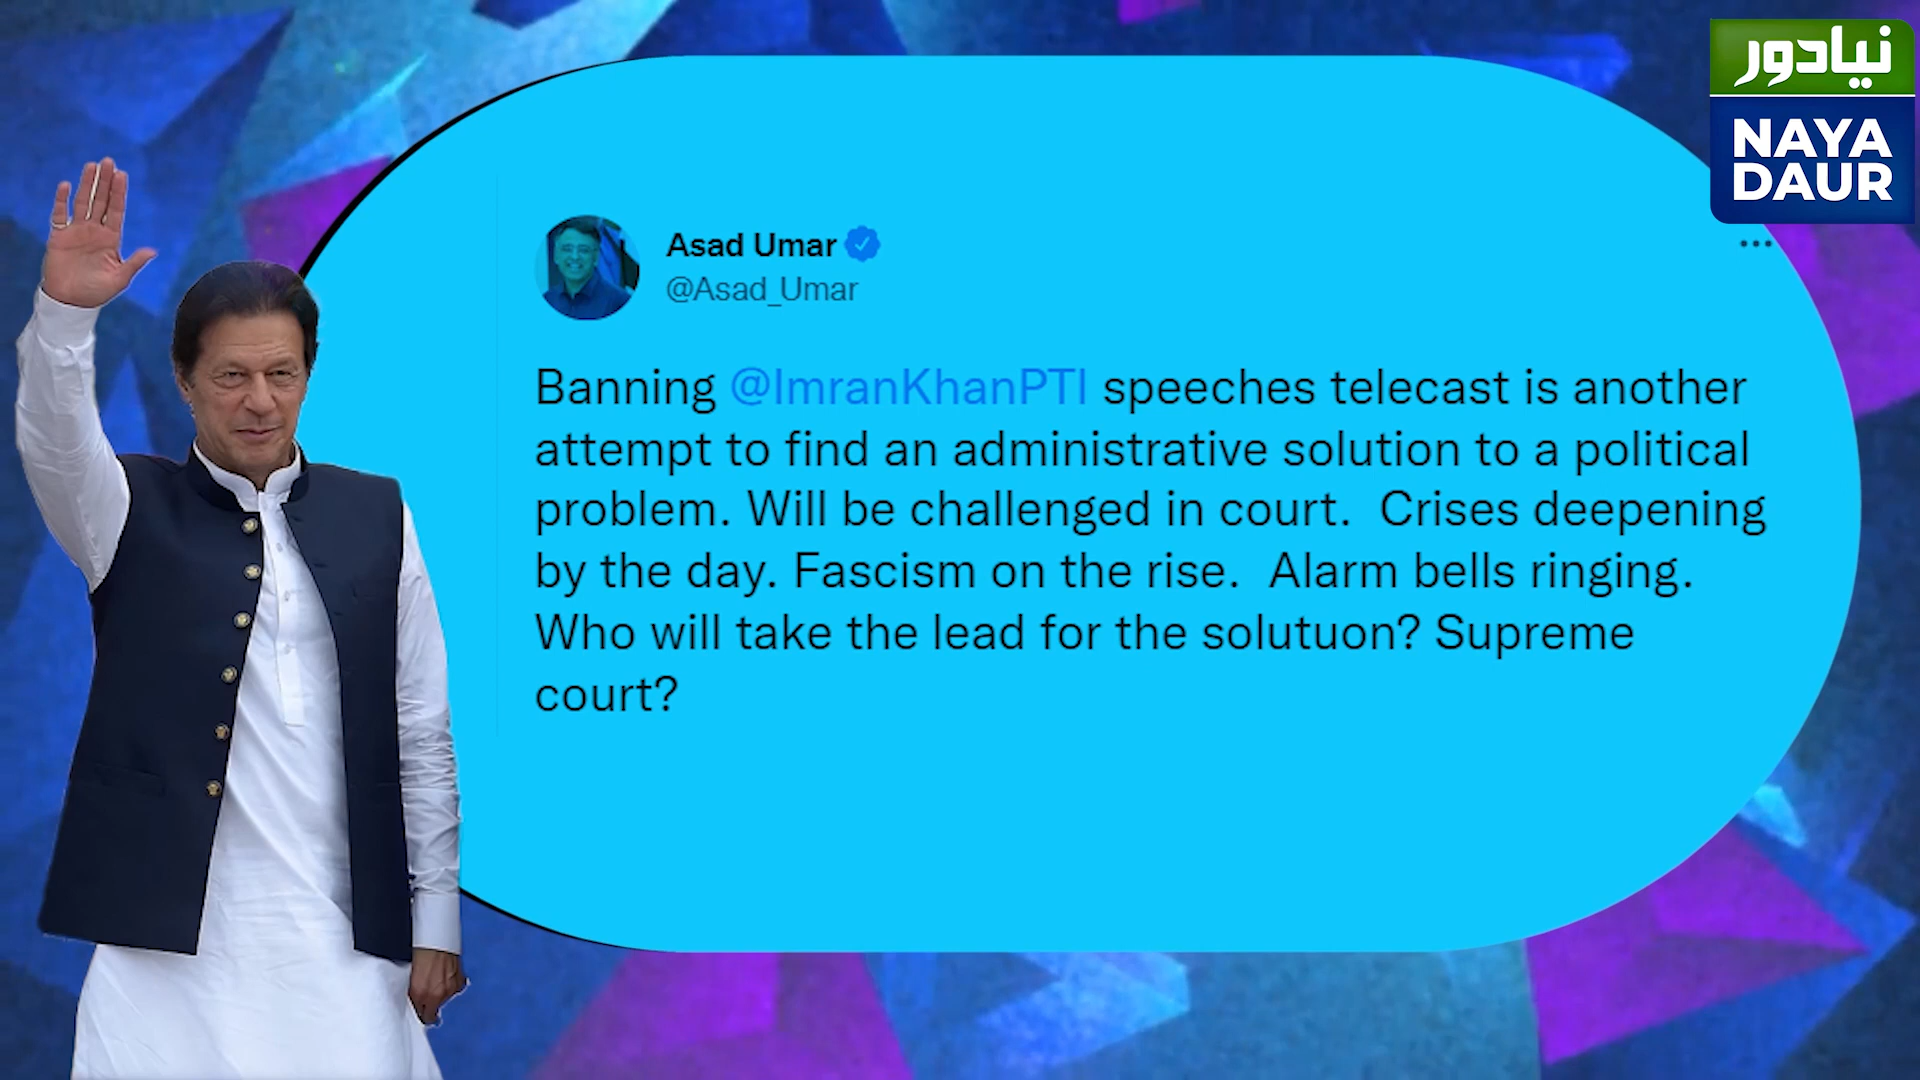 نیادور
NAYA
DAUR
Asad Umar
@Asad_Umar
Banning @ImranKhanPTI speeches telecast is another
attempt to find an administrative solution to a political
problem. Will be challenged in court.  Crises deepening
by the day. Fascism on the rise.  Alarm bells ringing.
Who will take the lead for the solutuon? Supreme
court?